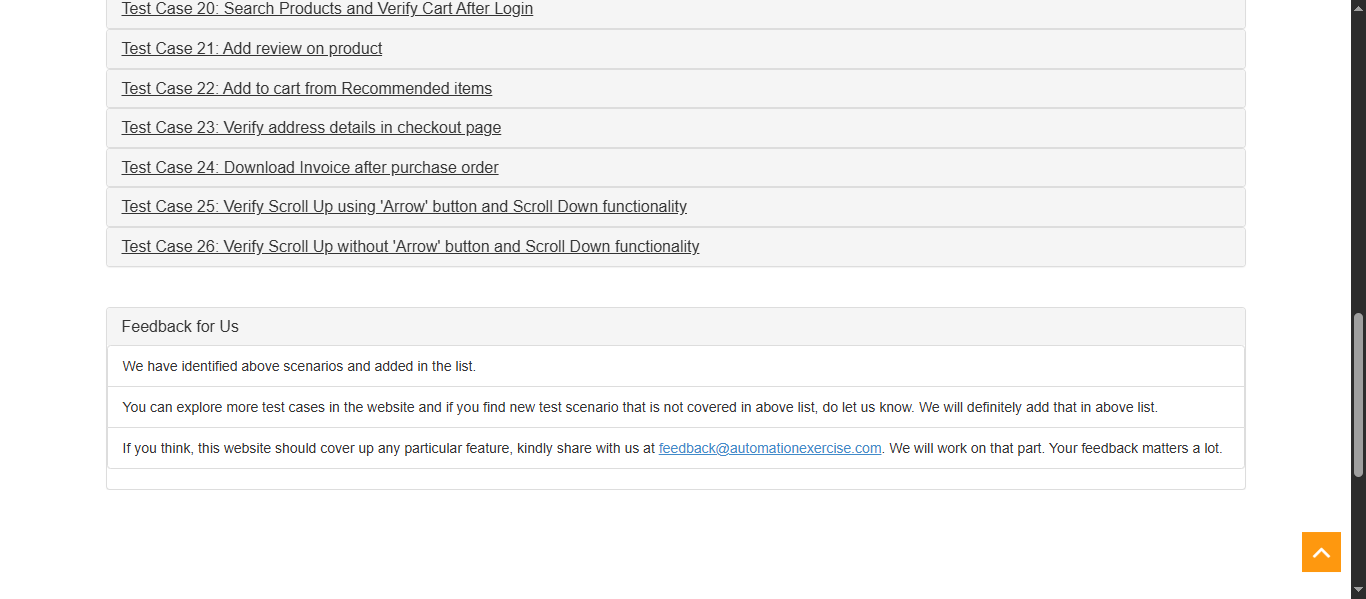 Test Case 20: Search Products and Verify Cart After Login
Test Case 21: Add review on product
Test Case 22: Add to cart from Recommended items
Test Case 23: Verify address details in checkout page
Test Case 24: Download Invoice after purchase order
Test Case 25: Verify Scroll Up using 'Arrow' button and Scroll Down functionality
Test Case 26: Verify Scroll Up without 'Arrow' button and Scroll Down functionality
Feedback for Us
We have identified above scenarios and added in the list.
You can explore more test cases in the website and if you find new test scenario that is not covered in above list, do let us know. We will definitely add that in above list.
If you think, this website should cover up any particular feature, kindly share with us at feedback@automationexercise.com. We will work on that part. Your feedback matters a lot.